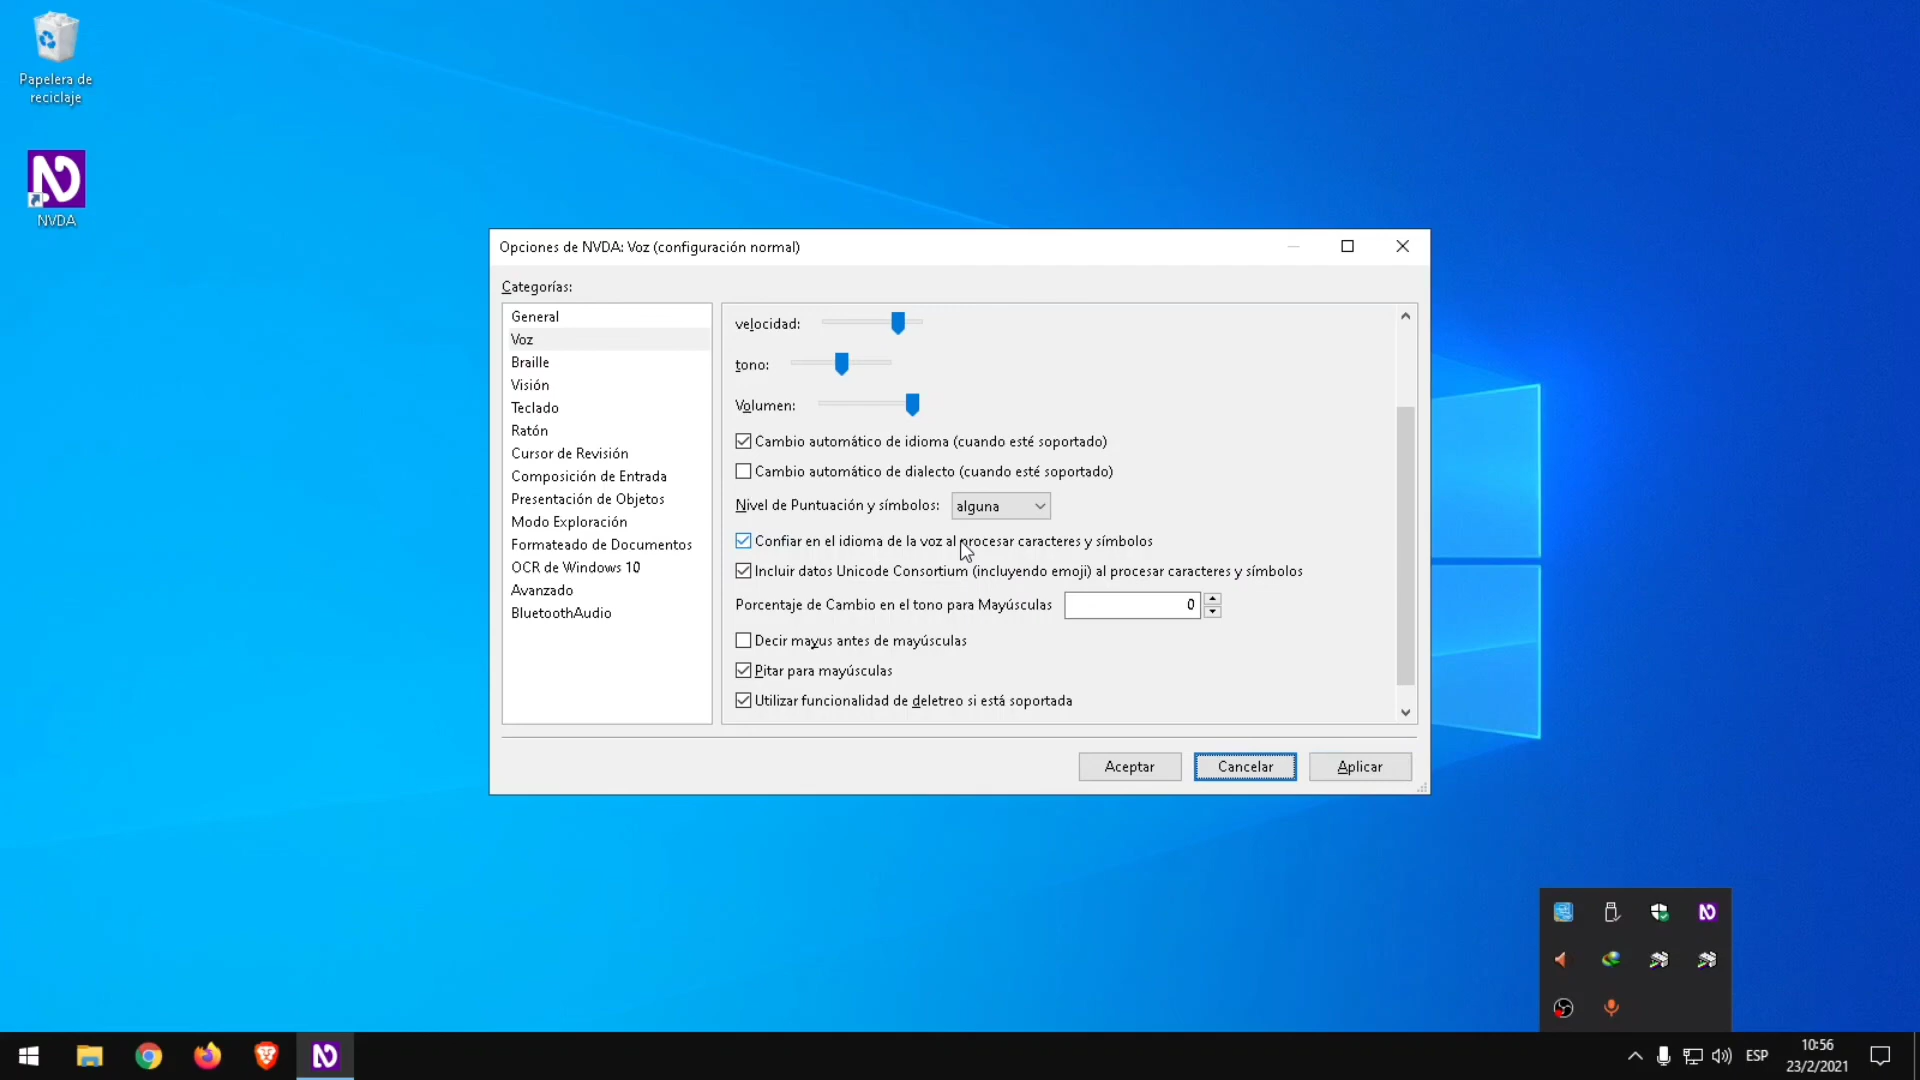 Papelera de
reciclaje
NVDA
Opciones de NVDA: Voz (configuración normal)
Categorías:
General
Voz
Braille
Visión
Teclado
Ratón
Cursor de Revisión
Composición de Entrada
Presentación de Objetos
Modo Exploración
Formateado de Documentos
OCR de Windows 10
Avanzado
BluetoothAudio
velocidad:
tono:
Volumen:
Cambio automático de idioma (cuando esté soportado)
Cambio automático de dialecto (cuando esté soportado)
Nivel de Puntuación y símbolos: alguna
Confiar en el idioma de la voz al procesar caracteres y símbolos
Incluir datos Unicode Consortium (incluyendo emoji) al procesar caracteres y símbolos
Porcentaje de Cambio en el tono para Mayúsculas 0
Decir mayus antes de mayúsculas
Pitar para mayúsculas
Utilizar funcionalidad de deletreo si está soportada
Aceptar Cancelar Aplicar
ESP
10:56
23/2/2021